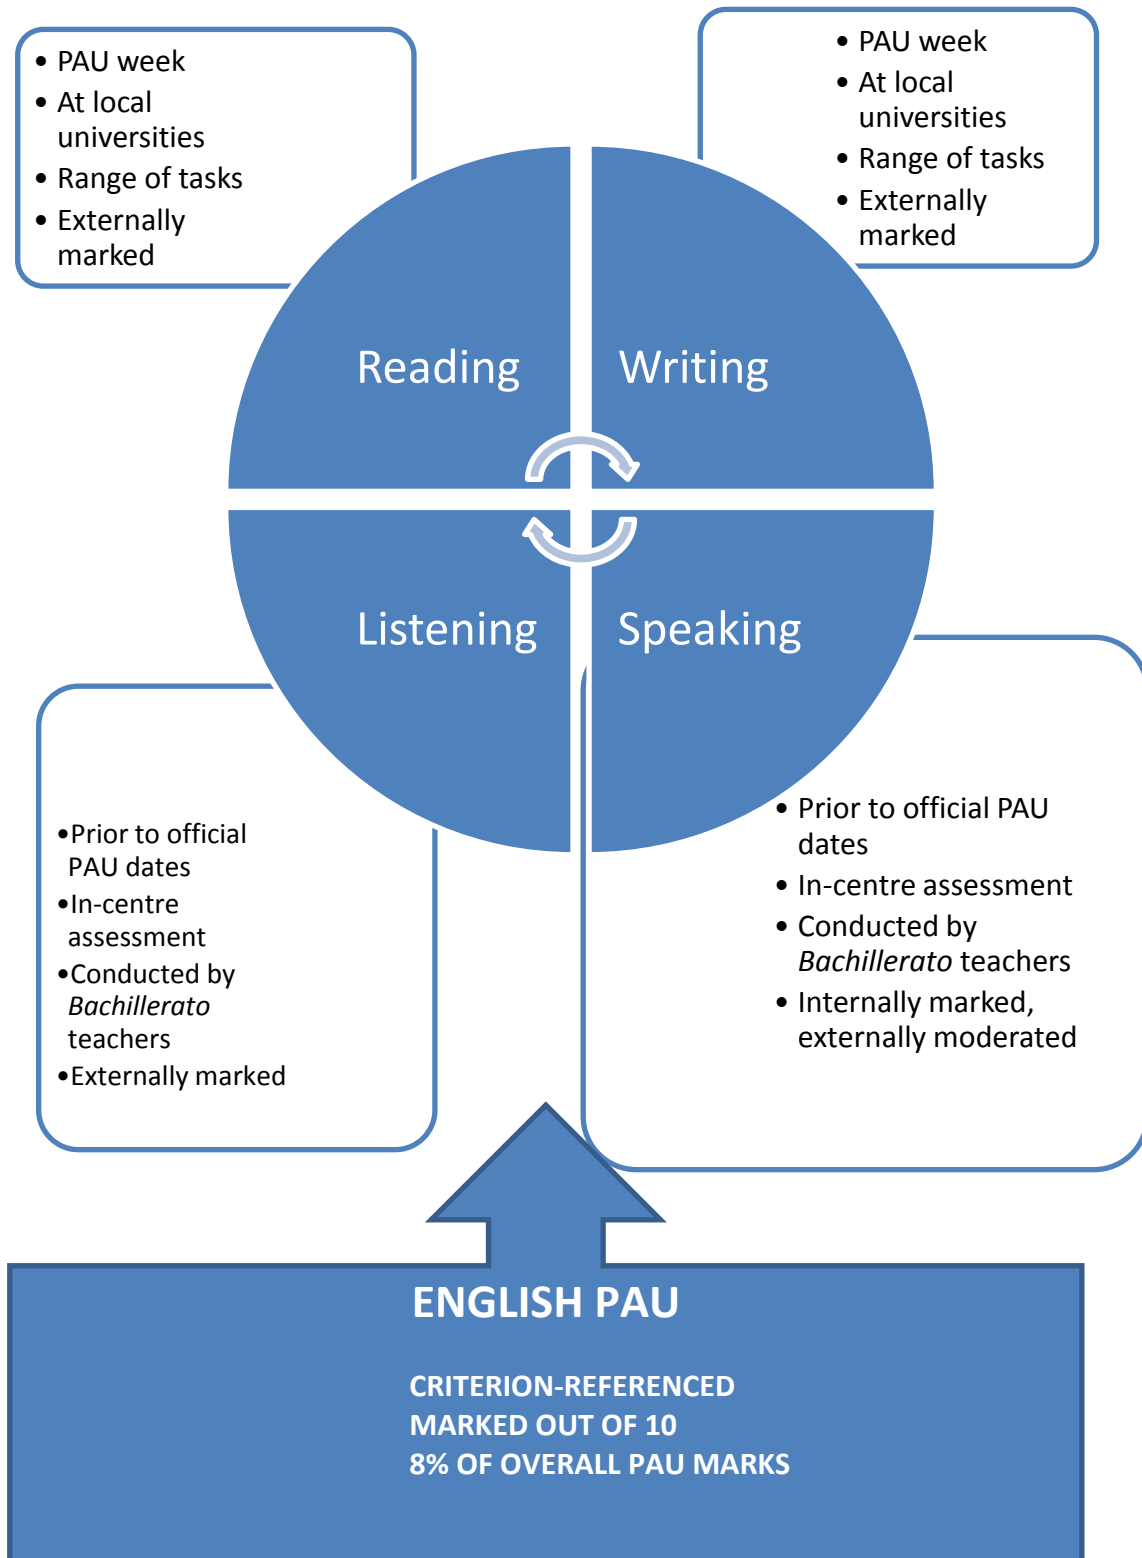 • PAU week
• At local
universities
• Range of tasks
• Externally
marked
• PAU week
• At local
universities
• Range of tasks
• Externally
marked
Reading
Writing
Listening
Speaking
•Prior to official
PAU dates
•In-centre
assessment
•Conducted by
Bachillerato
teachers
•Externally marked
• Prior to official PAU
dates
• In-centre assessment
• Conducted by
Bachillerato teachers
• Internally marked,
externally moderated
ENGLISH PAU
CRITERION-REFERENCED
MARKED OUT OF 10
8% OF OVERALL PAU MARKS